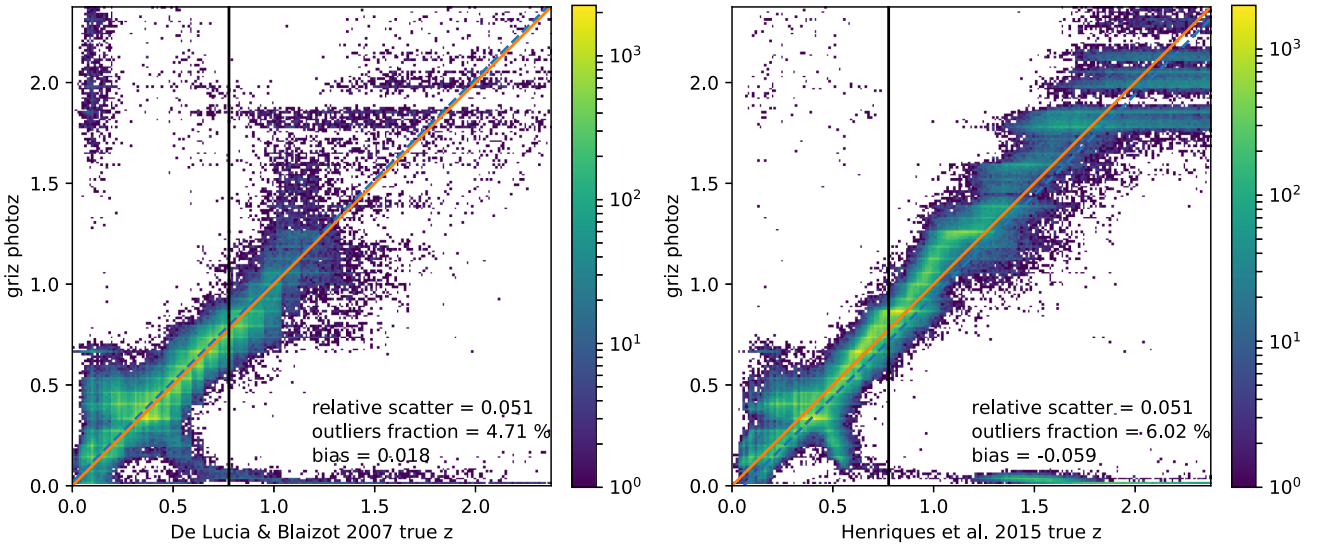 griz photoz
2.0
1.5
1.0
0.5
0.0
relative scatter = 0.051
outliers fraction = 4.71 %
bias = 0.018
0.0 0.5 1.0 1.5 2.0
De Lucia & Blaizot 2007 true z
10³
10²
10¹
10⁰
griz photoz
2.0
1.5
1.0
0.5
0.0
relative scatter = 0.051
outliers fraction = 6.02 %
bias = -0.059
0.0 0.5 1.0 1.5 2.0
Henriques et al. 2015 true z
10³
10²
10¹
10⁰